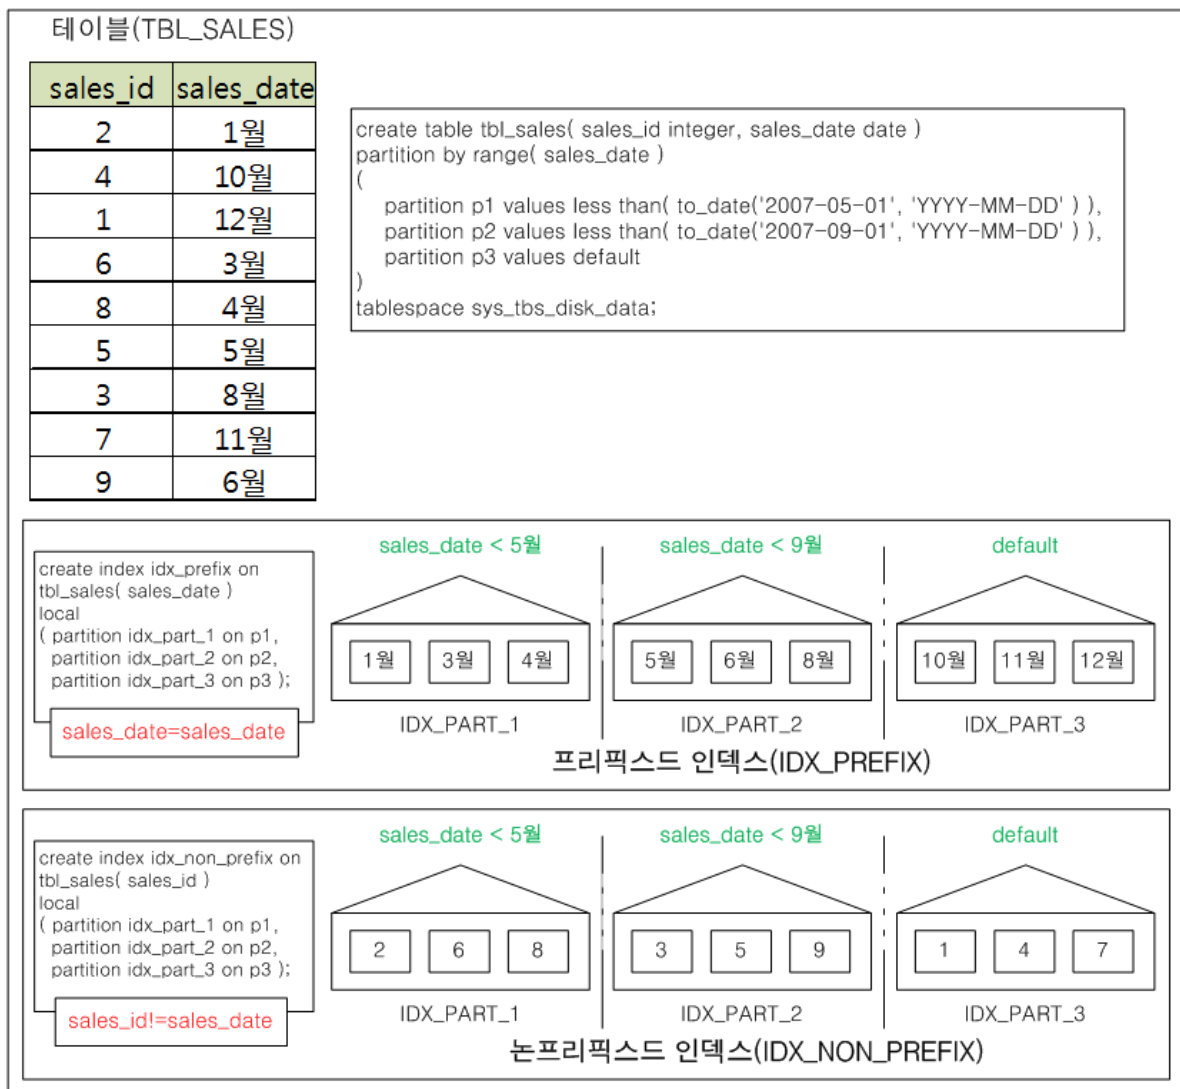 테이블(TBL_SALES)
sales_id sales_date
2 1월
4 10월
1 12월
6 3월
8 4월
5 5월
3 8월
7 11월
9 6월
create table tbl_sales( sales_id integer, sales_date date )
partition by range( sales_date )
(
partition p1 values less than( to_date('2007-05-01', 'YYYY-MM-DD' ) ),
partition p2 values less than( to_date('2007-09-01', 'YYYY-MM-DD' ) ),
partition p3 values default
)
tablespace sys_tbs_disk_data;
create index idx_prefix on
tbl_sales( sales_date )
local
( partition idx_part_1 on p1,
partition idx_part_2 on p2,
partition idx_part_3 on p3 );
sales_date=sales_date
sales_date < 5월 sales_date < 9월 default
1월 3월 4월 5월 6월 8월 10월 11월 12월
IDX_PART_1 IDX_PART_2 IDX_PART_3
프리픽스드 인덱스(IDX_PREFIX)
create index idx_non_prefix on
tbl_sales( sales_id )
local
( partition idx_part_1 on p1,
partition idx_part_2 on p2,
partition idx_part_3 on p3 );
sales_id!=sales_date
sales_date < 5월 sales_date < 9월 default
2 6 8 3 5 9 1 4 7
IDX_PART_1 IDX_PART_2 IDX_PART_3
논프리픽스드 인덱스(IDX_NON_PREFIX)